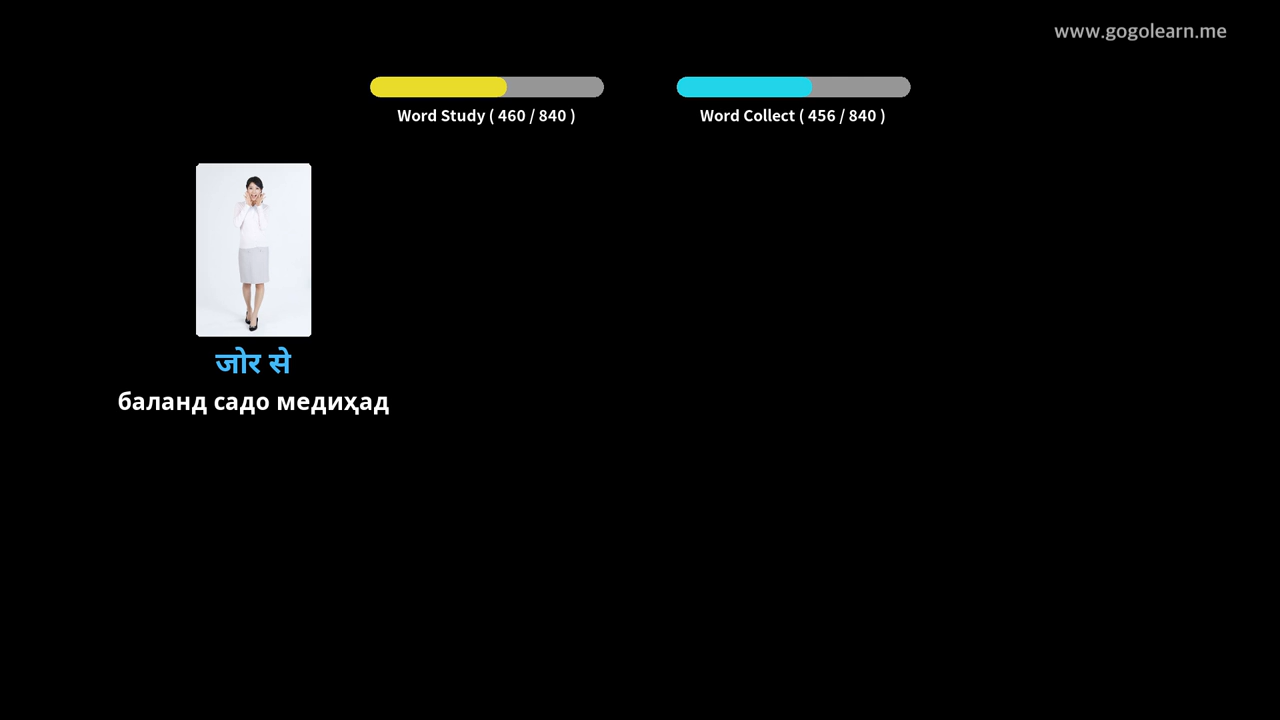 www.gogolearn.me
Word Study ( 460 / 840 )
Word Collect ( 456 / 840 )
जोर से
баланд садо медиҳад